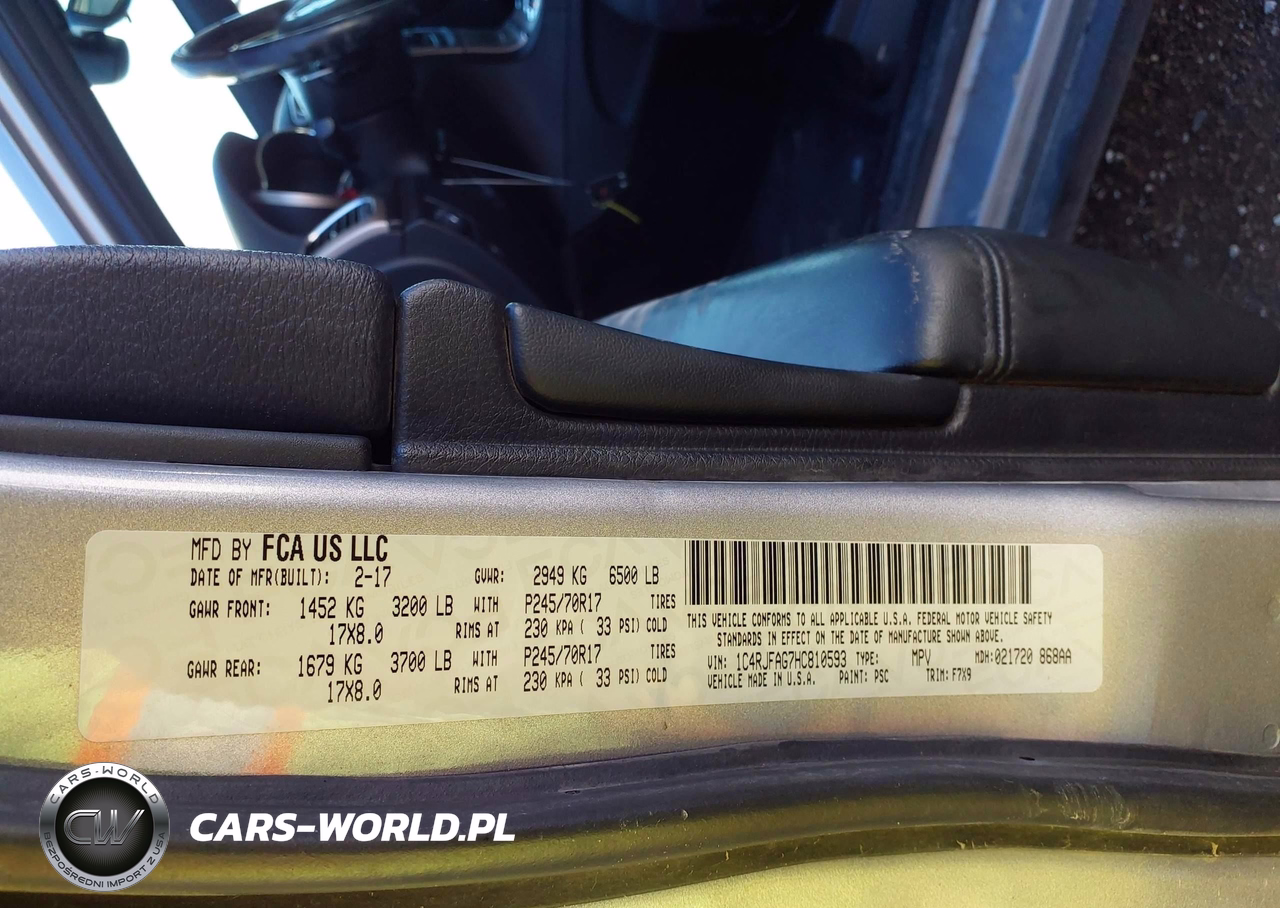 MFD BY FCA US LLC
DATE OF MFR(BUILT): 2-17 GVWR: 2949 KG 6500 LB
GAWR FRONT: 1452 KG 3200 LB WITH P245/70R17 TIRES
17X8.0 RIMS AT 230 KPA ( 33 PSI) COLD
GAWR REAR: 1679 KG 3700 LB WITH P245/70R17 TIRES
17X8.0 RIMS AT 230 KPA ( 33 PSI) COLD
THIS VEHICLE CONFORMS TO ALL APPLICABLE U.S.A. FEDERAL MOTOR VEHICLE SAFETY
STANDARDS IN EFFECT ON THE DATE OF MANUFACTURE SHOWN ABOVE.
VIN: 1C4RJFAG7HC810593 TYPE: MPV MDH: 021720 868AA
VEHICLE MADE IN U.S.A. PAINT: PSC TRIM: F7X9
CARS-WORLD
CW
BEZPOŚREDNI IMPORT Z USA
CARS-WORLD.PL